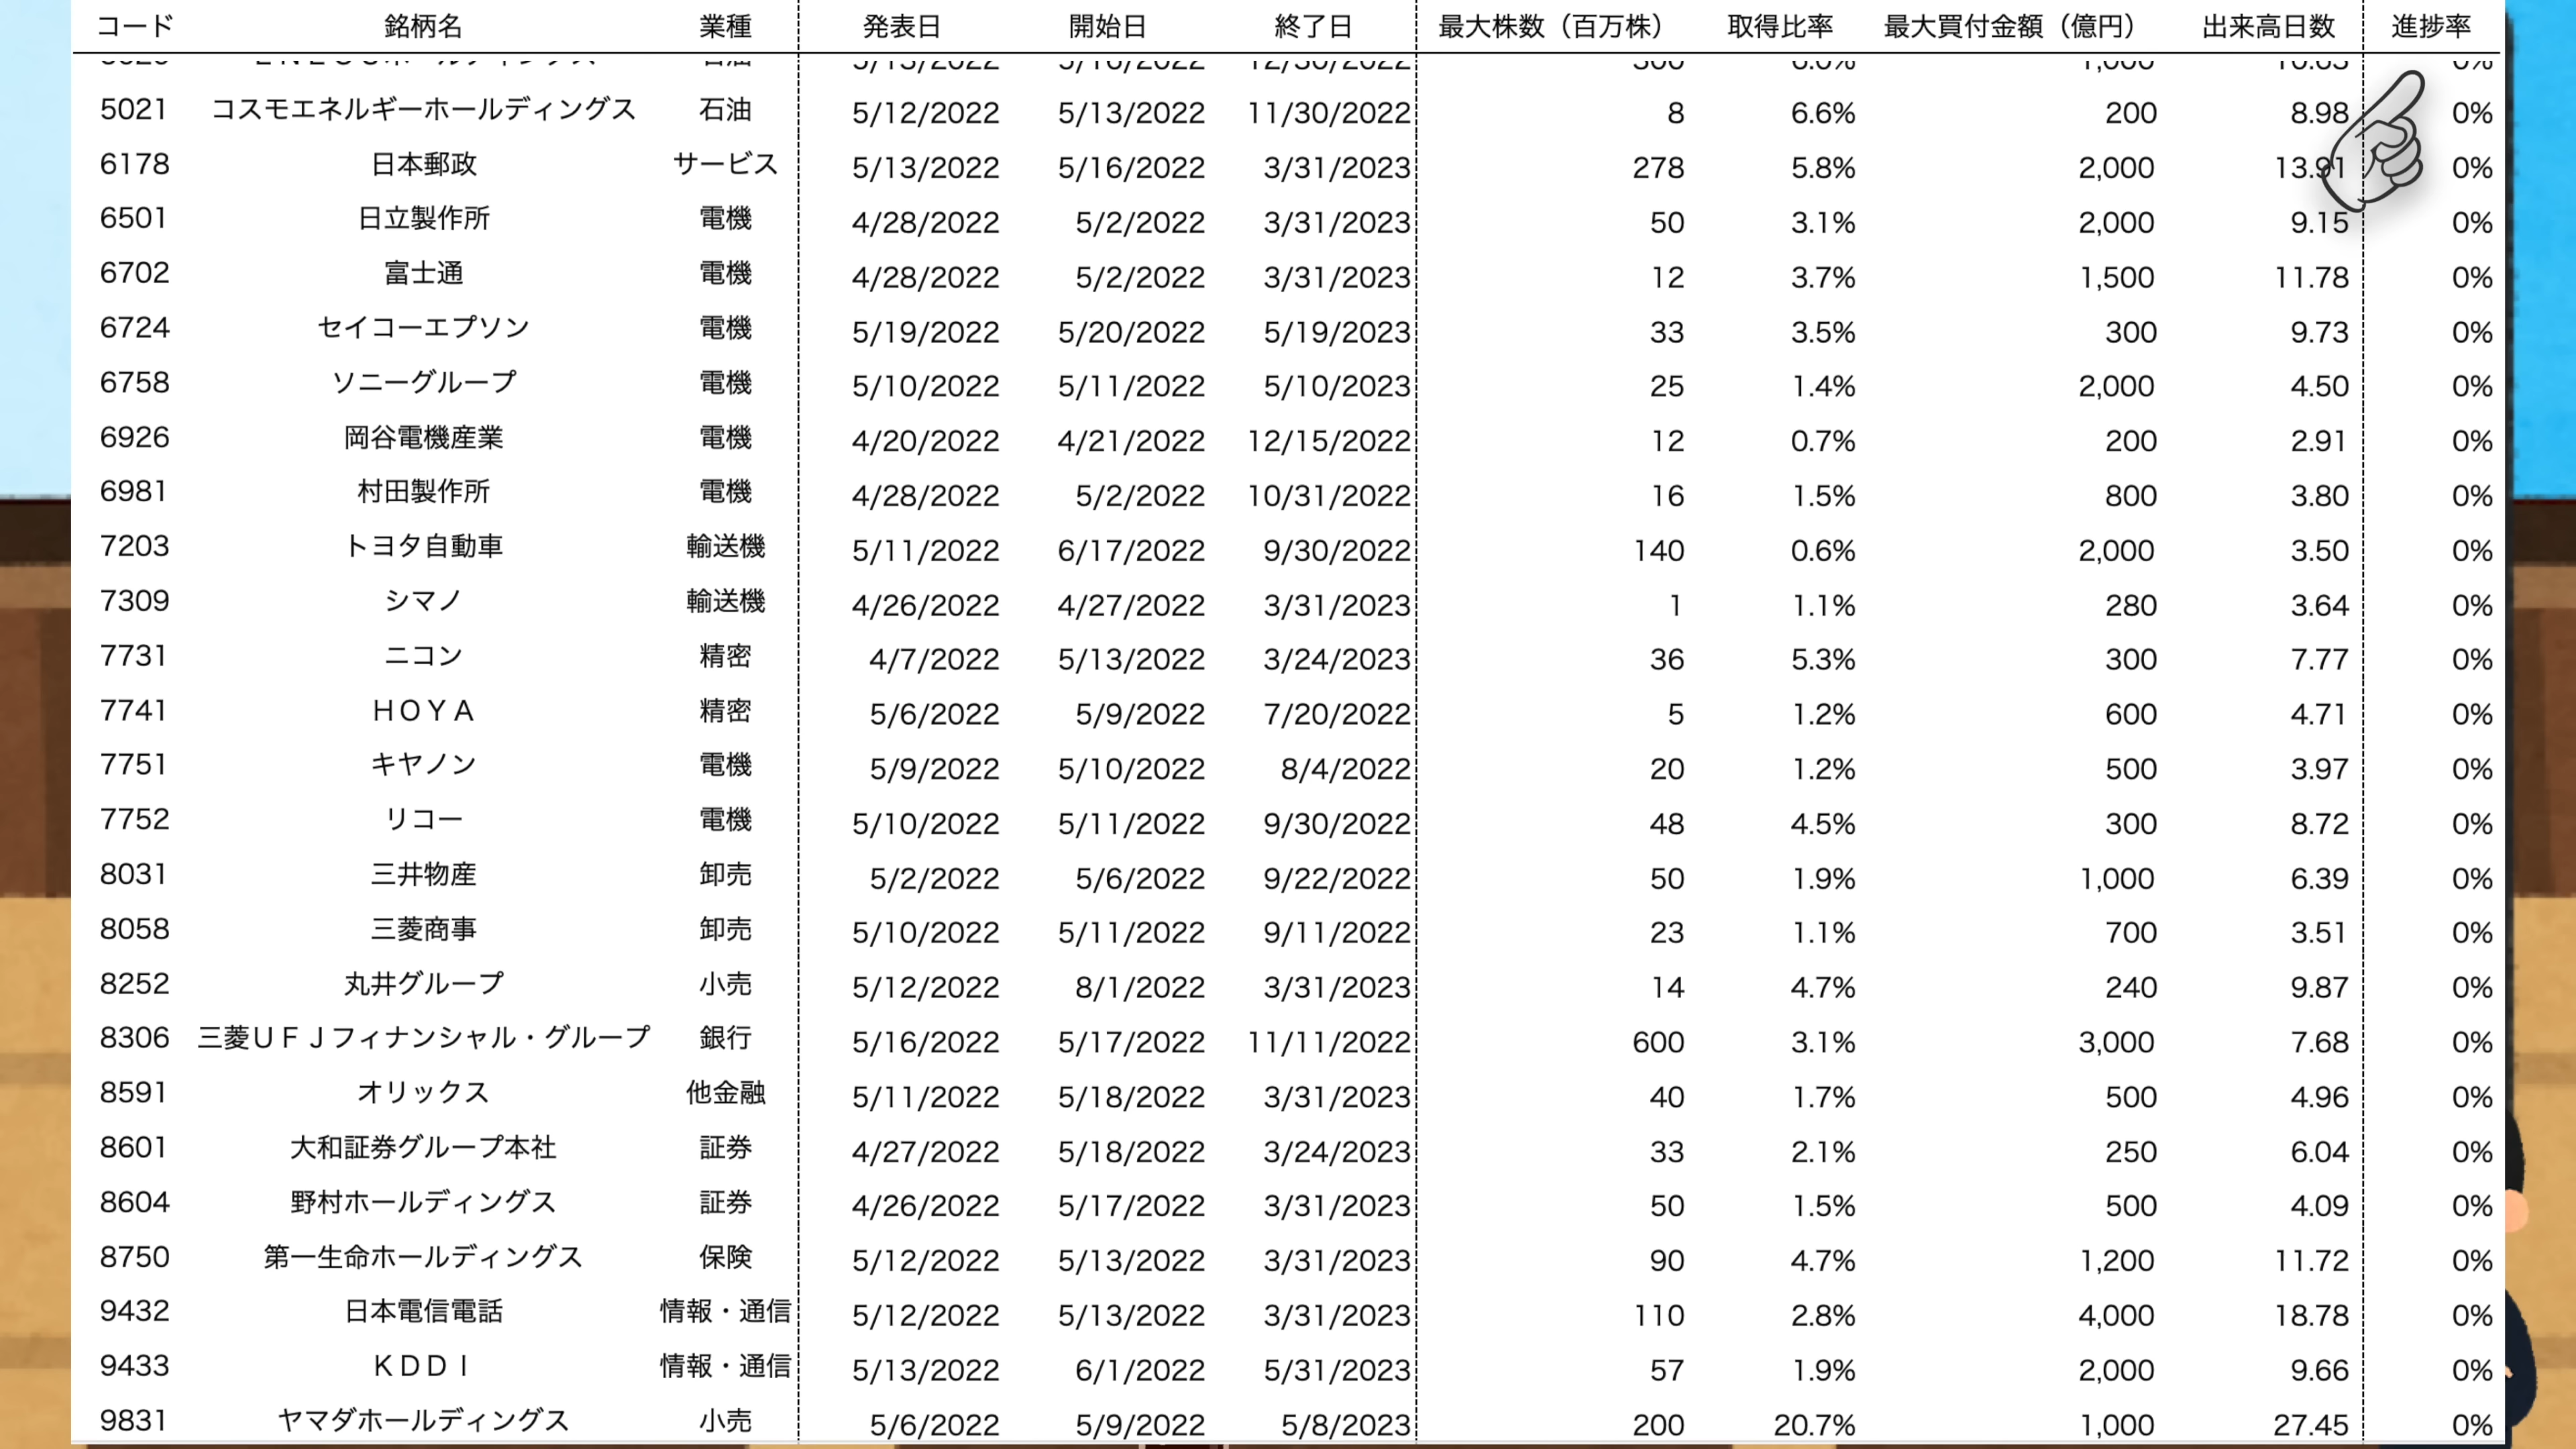 コード 銘柄名 業種 発表日 開始日 終了日 最大株数（百万株） 取得比率 最大買付金額（億円） 出来高日数 進捗率
5021 コスモエネルギーホールディングス 石油 5/12/2022 5/13/2022 11/30/2022 8 6.6% 200 8.98 0%
6178 日本郵政 サービス 5/13/2022 5/16/2022 3/31/2023 278 5.8% 2,000 13.91 0%
6501 日立製作所 電機 4/28/2022 5/2/2022 3/31/2023 50 3.1% 2,000 9.15 0%
6702 富士通 電機 4/28/2022 5/2/2022 3/31/2023 12 3.7% 1,500 11.78 0%
6724 セイコーエプソン 電機 5/19/2022 5/20/2022 5/19/2023 33 3.5% 300 9.73 0%
6758 ソニーグループ 電機 5/10/2022 5/11/2022 5/10/2023 25 1.4% 2,000 4.50 0%
6926 岡谷電機産業 電機 4/20/2022 4/21/2022 12/15/2022 12 0.7% 200 2.91 0%
6981 村田製作所 電機 4/28/2022 5/2/2022 10/31/2022 16 1.5% 800 3.80 0%
7203 トヨタ自動車 輸送機 5/11/2022 6/17/2022 9/30/2022 140 0.6% 2,000 3.50 0%
7309 シマノ 輸送機 4/26/2022 4/27/2022 3/31/2023 1 1.1% 280 3.64 0%
7731 ニコン 精密 4/7/2022 5/13/2022 3/24/2023 36 5.3% 300 7.77 0%
7741 ＨＯＹＡ 精密 5/6/2022 5/9/2022 7/20/2022 5 1.2% 600 4.71 0%
7751 キヤノン 電機 5/9/2022 5/10/2022 8/4/2022 20 1.2% 500 3.97 0%
7752 リコー 電機 5/10/2022 5/11/2022 9/30/2022 48 4.5% 300 8.72 0%
8031 三井物産 卸売 5/2/2022 5/6/2022 9/22/2022 50 1.9% 1,000 6.39 0%
8058 三菱商事 卸売 5/10/2022 5/11/2022 9/11/2022 23 1.1% 700 3.51 0%
8252 丸井グループ 小売 5/12/2022 8/1/2022 3/31/2023 14 4.7% 240 9.87 0%
8306 三菱ＵＦＪフィナンシャル・グループ 銀行 5/16/2022 5/17/2022 11/11/2022 600 3.1% 3,000 7.68 0%
8591 オリックス 他金融 5/11/2022 5/18/2022 3/31/2023 40 1.7% 500 4.96 0%
8601 大和証券グループ本社 証券 4/27/2022 5/18/2022 3/24/2023 33 2.1% 250 6.04 0%
8604 野村ホールディングス 証券 4/26/2022 5/17/2022 3/31/2023 50 1.5% 500 4.09 0%
8750 第一生命ホールディングス 保険 5/12/2022 5/13/2022 3/31/2023 90 4.7% 1,200 11.72 0%
9432 日本電信電話 情報・通信 5/12/2022 5/13/2022 3/31/2023 110 2.8% 4,000 18.78 0%
9433 ＫＤＤＩ 情報・通信 5/13/2022 6/1/2022 5/31/2023 57 1.9% 2,000 9.66 0%
9831 ヤマダホールディングス 小売 5/6/2022 5/9/2022 5/8/2023 200 20.7% 1,000 27.45 0%